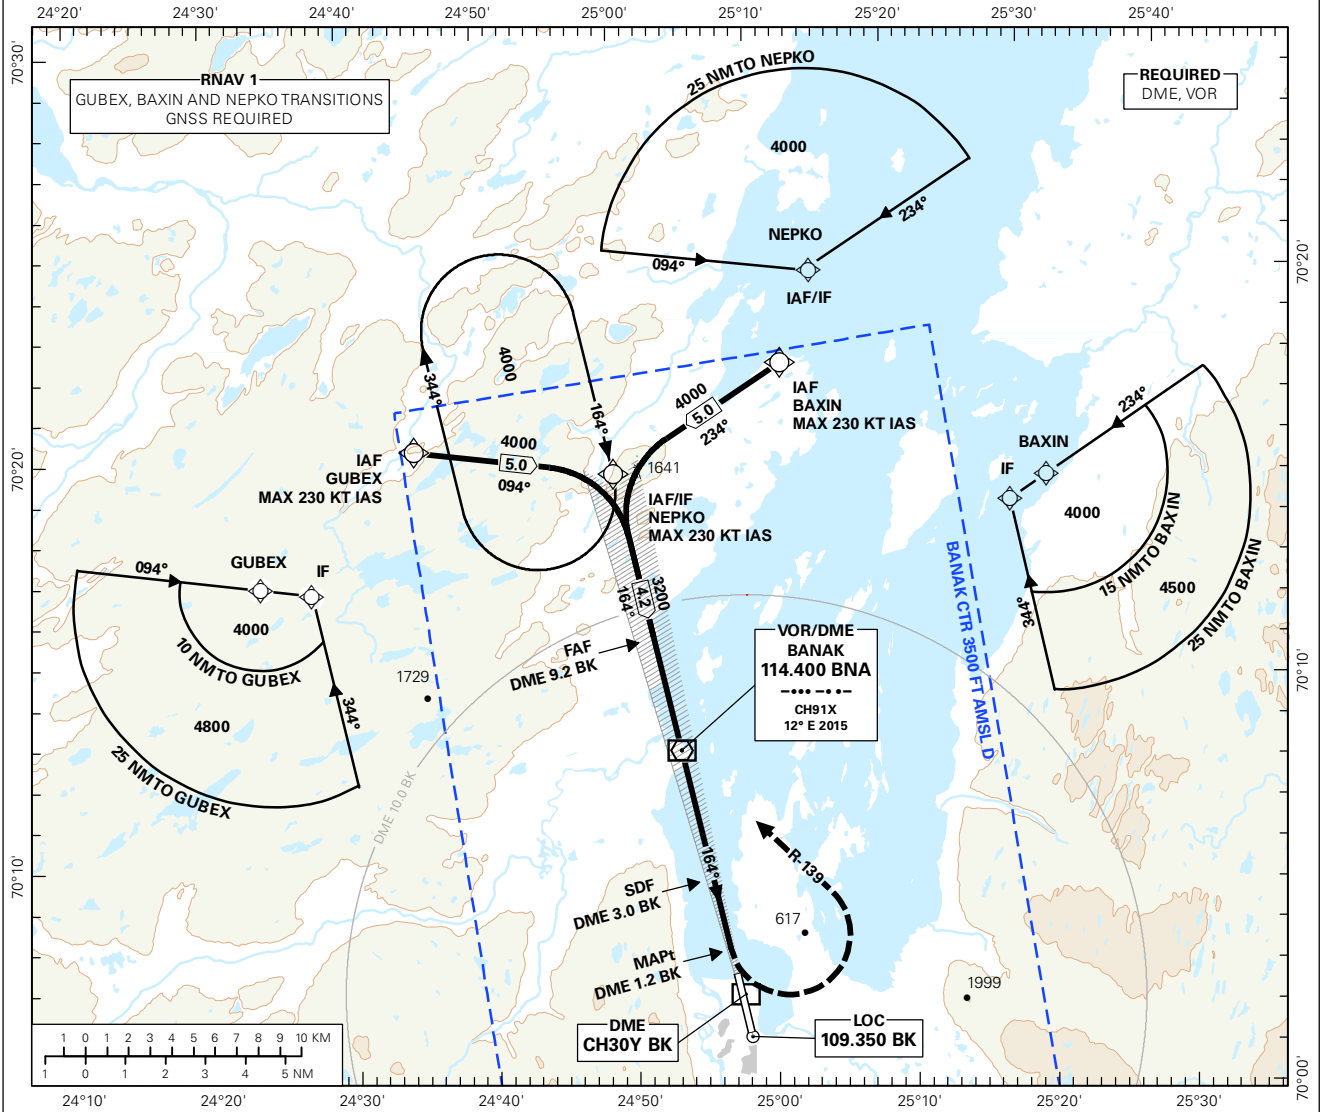 24°20'
24°30'
24°40'
24°50'
25°00'
25°10'
25°20'
25°30'
25°40'
70°30'
RNAV 1
GUBEX, BAXIN AND NEPKO TRANSITIONS
GNSS REQUIRED
25 NM TO NEPKO
4000
REQUIRED
DME, VOR
234°
NEPKO
094°
IAF/IF
70°20'
4000
344°
164°
4000
5.0
234°
IAF
BAXIN
MAX 230 KT IAS
234°
BAXIN
IF
4000
15 NM TO BAXIN
4500
25 NM TO BAXIN
344°
70°20'
IAF
GUBEX
MAX 230 KT IAS
4000
5.0
094°
1641
IAF/IF
NEPKO
MAX 230 KT IAS
BANAK CTR 3500 FT AMSL D
094°
GUBEX
IF
4000
10 NM TO GUBEX
4800
344°
25 NM TO GUBEX
3200
4.2
164°
FAF
DME 9.2 BK
VOR/DME
BANAK
114.400 BNA
CH91X
12° E 2015
1729
70°10'
DME 10.0 BK
164°
R-139
70°10'
SDF
DME 3.0 BK
617
MAPt
DME 1.2 BK
1999
DME
CH30Y BK
LOC
109.350 BK
70°00'
1 0 1 2 3 4 5 6 7 8 9 10 KM
1 0 1 2 3 4 5 NM
24°10'
24°20'
24°30'
24°40'
24°50'
25°00'
25°10'
25°20'
25°30'